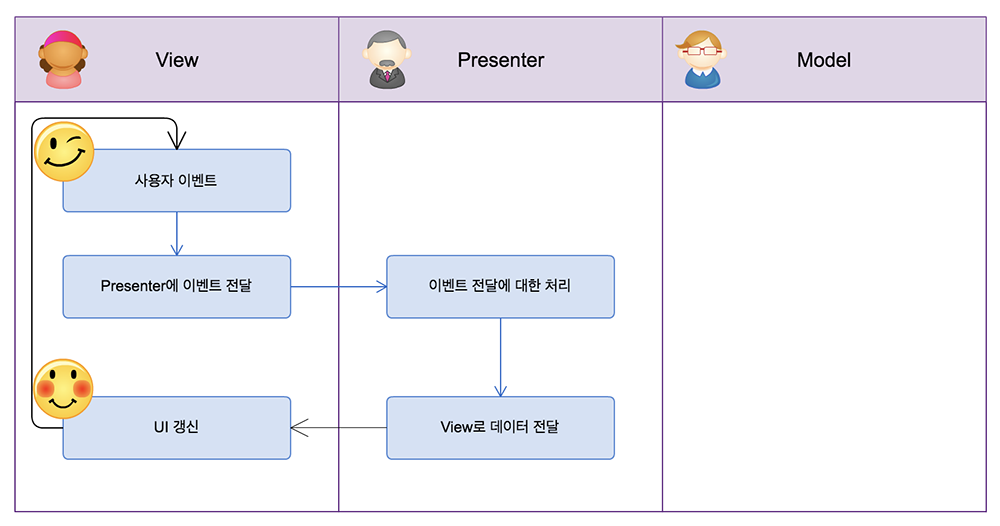 View
Presenter
Model
사용자 이벤트
Presenter에 이벤트 전달
이벤트 전달에 대한 처리
UI 갱신
View로 데이터 전달